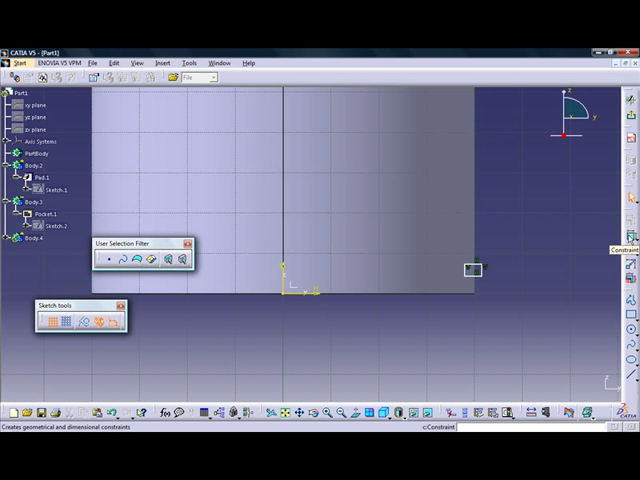 CATIA V5 - [Part1]
Start ENOVIA V5 VPM File Edit View Insert Tools Window Help
File
Part1
xy plane
yz plane
zx plane
Axis Systems
PartBody
Body.2
Pad.1
Sketch.1
Body.3
Pocket.1
Sketch.2
Body.4
User Selection Filter
Sketch tools
Constraint
z
x
y
f(x)
CATIA
Creates geometrical and dimensional constraints
c:Constraint